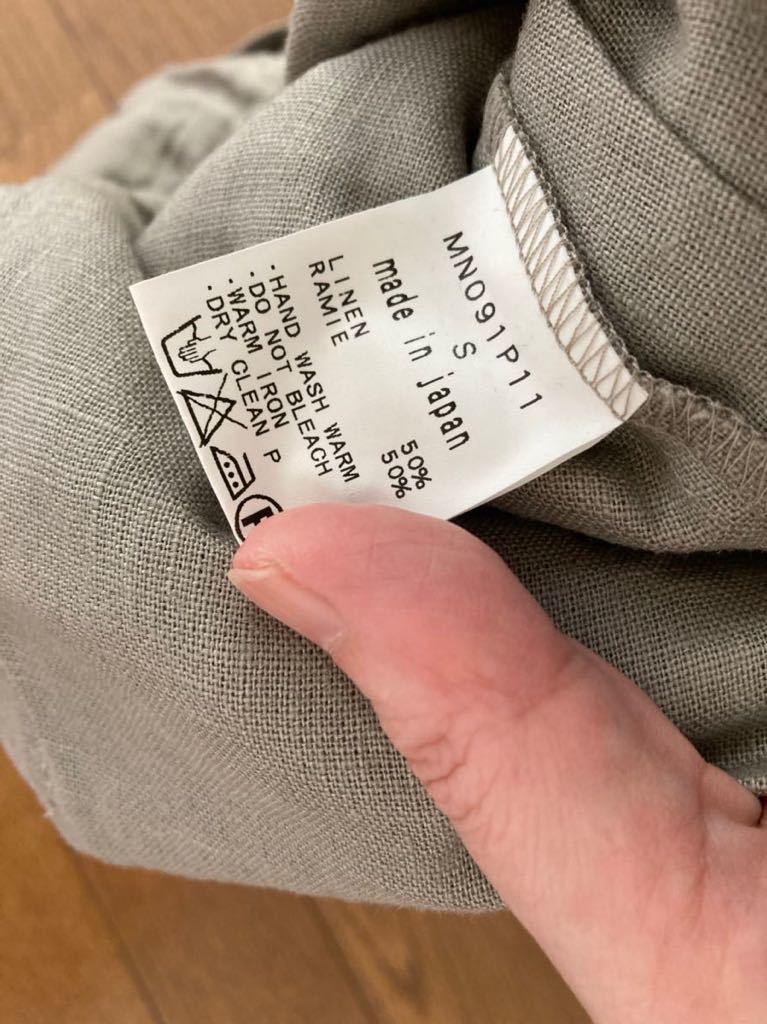 MN091P11
S
made in japan
LINEN 50%
RAMIE 50%
·HAND WASH WARM
·DO NOT BLEACH
·WARM IRON
·DRY CLEAN P